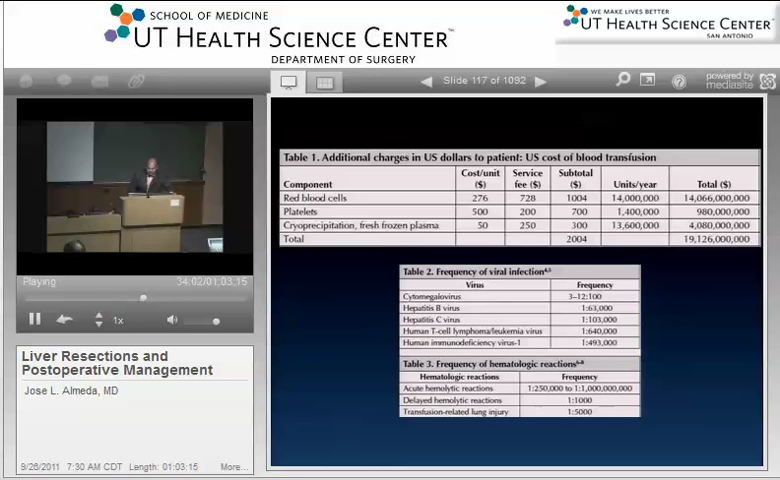 SCHOOL OF MEDICINE
UT HEALTH SCIENCE CENTER™
DEPARTMENT OF SURGERY
WE MAKE LIVES BETTER
UT HEALTH SCIENCE CENTER
SAN ANTONIO
Slide 117 of 1092
powered by
mediasite
Table 1. Additional charges in US dollars to patient: US cost of blood transfusion
Component Cost/unit ($) Service fee ($) Subtotal ($) Units/year Total ($)
Red blood cells 276 728 1004 14,000,000 14,066,000,000
Platelets 500 200 700 1,400,000 980,000,000
Cryoprecipitation, fresh frozen plasma 50 250 300 13,600,000 4,080,000,000
Total 2004 19,126,000,000
Table 2. Frequency of viral infection4,5
Virus Frequency
Cytomegalovirus 3–12:100
Hepatitis B virus 1:63,000
Hepatitis C virus 1:103,000
Human T-cell lymphoma/leukemia virus 1:640,000
Human immunodeficiency virus-1 1:493,000
Table 3. Frequency of hematologic reactions6-8
Hematologic reactions Frequency
Acute hemolytic reactions 1:250,000 to 1:1,000,000,000
Delayed hemolytic reactions 1:1000
Transfusion-related lung injury 1:5000
Playing 34:02/01:03:15
1x
Liver Resections and
Postoperative Management
Jose L. Almeda, MD
9/26/2011 7:30 AM CDT Length: 01:03:15 More...